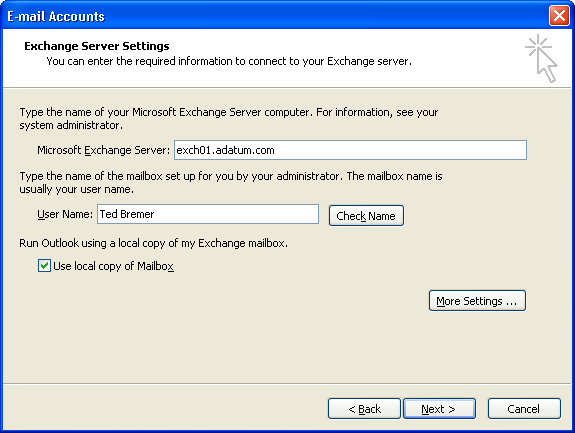 E-mail Accounts
Exchange Server Settings
You can enter the required information to connect to your Exchange server.
Type the name of your Microsoft Exchange Server computer. For information, see your
system administrator.
Microsoft Exchange Server: exch01.adatum.com
Type the name of the mailbox set up for you by your administrator. The mailbox name is
usually your user name.
User Name: Ted Bremer Check Name
Run Outlook using a local copy of my Exchange mailbox.
Use local copy of Mailbox
More Settings ...
< Back Next > Cancel